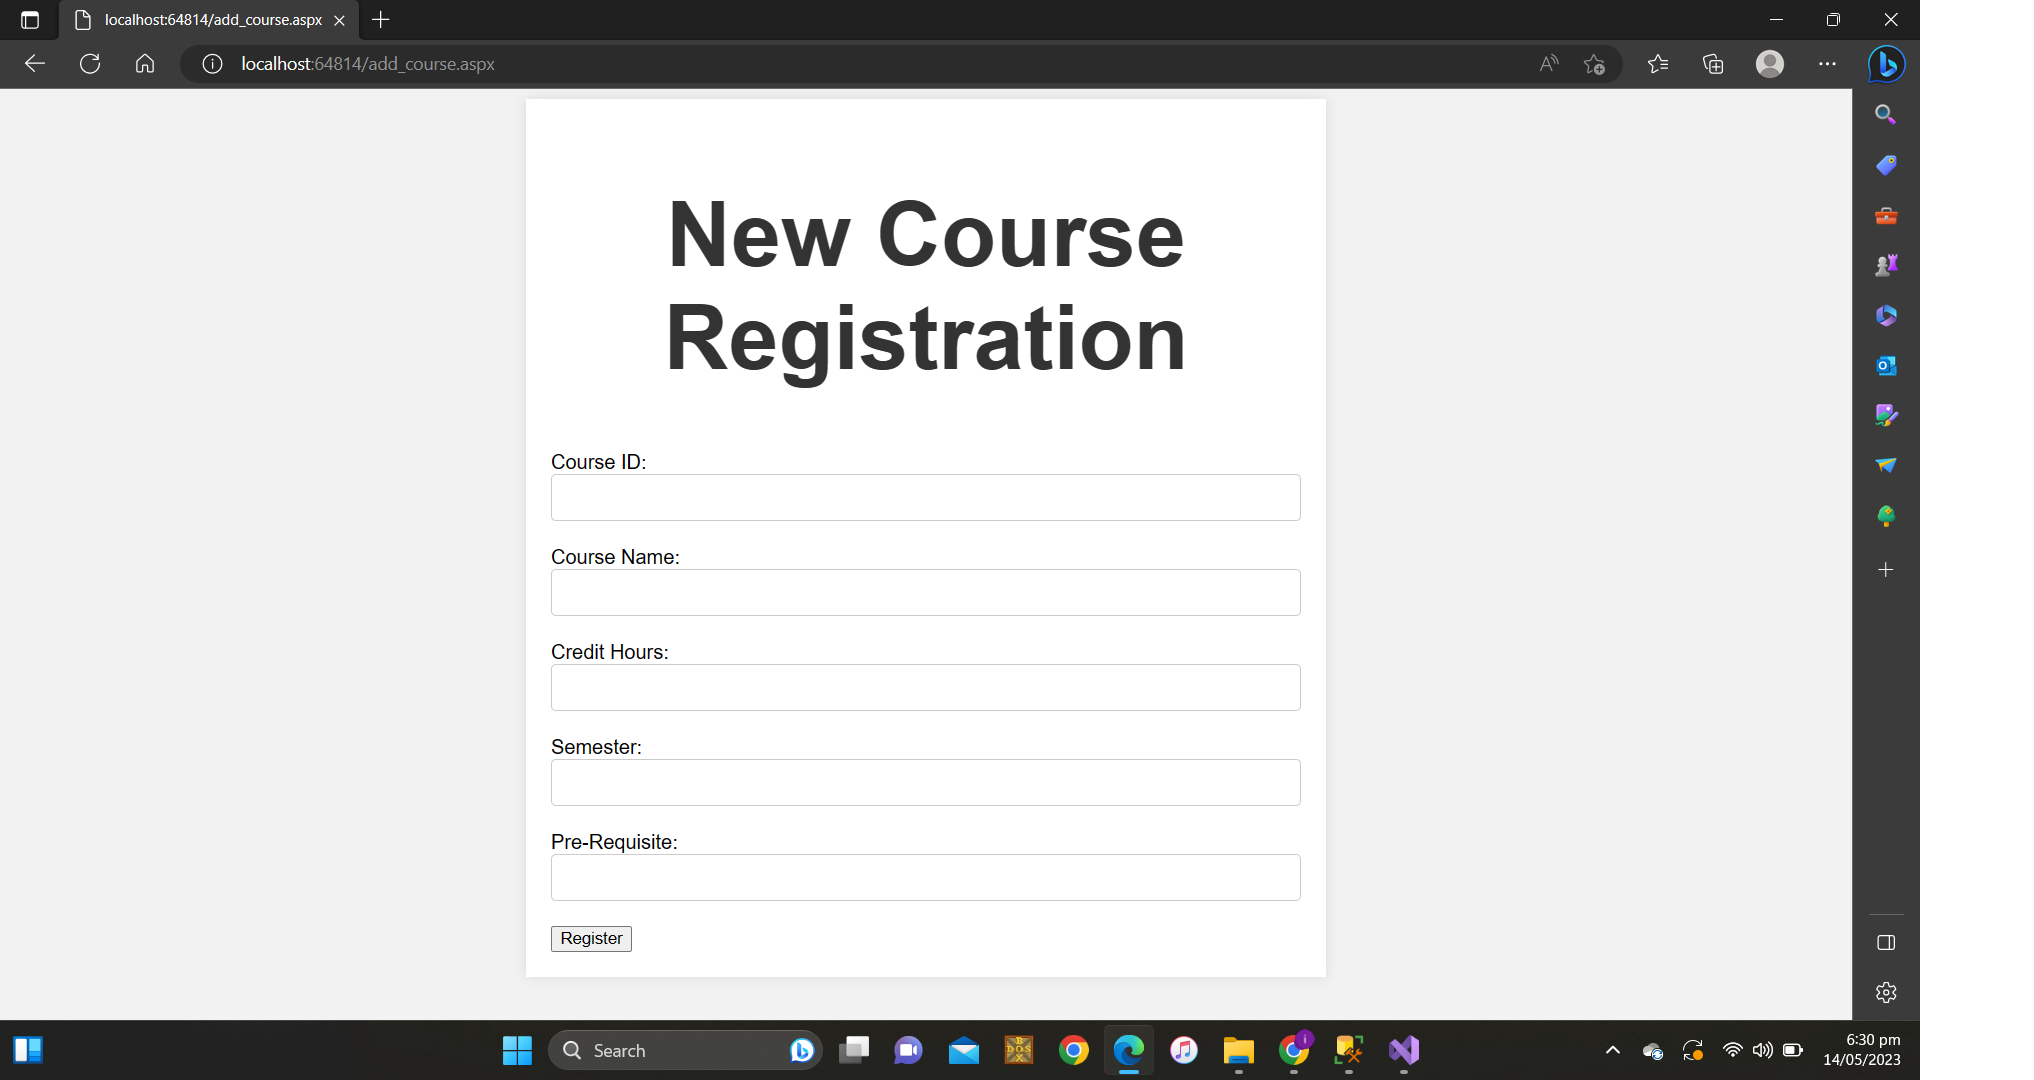 localhost:64814/add_course.aspx
localhost:64814/add_course.aspx
New Course
Registration
Course ID:
Course Name:
Credit Hours:
Semester:
Pre-Requisite:
Register
Search
6:30 pm
14/05/2023